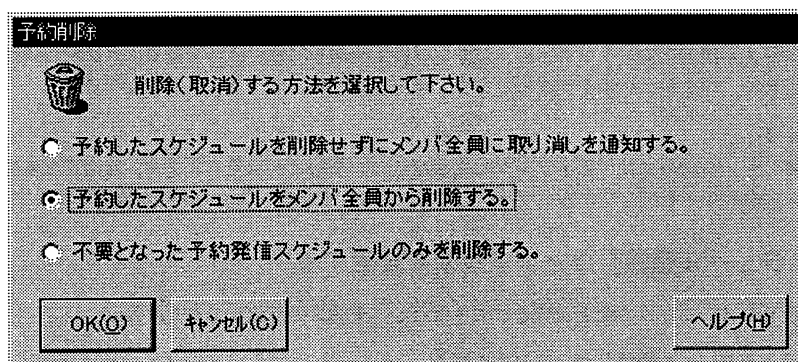 予約削除
削除(取消)する方法を選択して下さい。
予約したスケジュールを削除せずにメンバ全員に取り消しを通知する。
予約したスケジュールをメンバ全員から削除する。
不要となった予約発信スケジュールのみを削除する。
OK(O) キャンセル(C) ヘルプ(H)